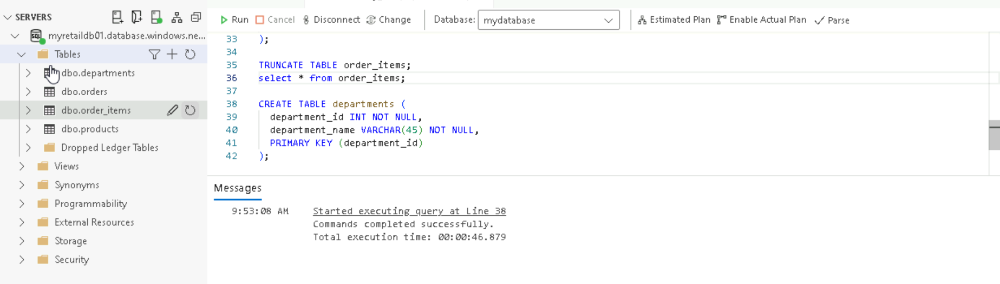 SERVERS
myretaildb01.database.windows.ne...
Tables
dbo.departments
dbo.orders
dbo.order_items
dbo.products
Dropped Ledger Tables
Views
Synonyms
Programmability
External Resources
Storage
Security
Run Cancel Disconnect Change Database: mydatabase Estimated Plan Enable Actual Plan Parse
33 );
34
35 TRUNCATE TABLE order_items;
36 select * from order_items;
37
38 CREATE TABLE departments (
39 department_id INT NOT NULL,
40 department_name VARCHAR(45) NOT NULL,
41 PRIMARY KEY (department_id)
42 );
Messages
9:53:08 AM Started executing query at Line 38
Commands completed successfully.
Total execution time: 00:00:46.879